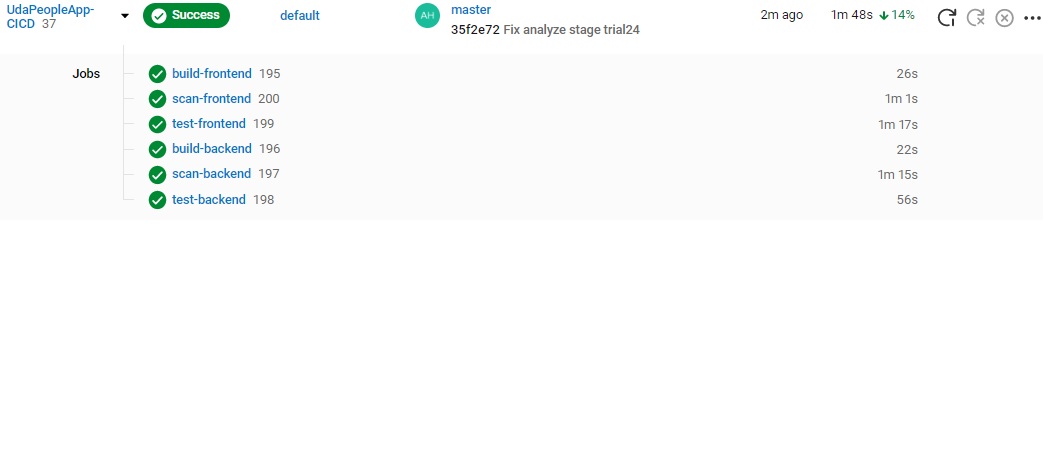 UdaPeopleApp-CICD 37 Success default AH master 2m ago 1m 48s 14%
35f2e72 Fix analyze stage trial24
Jobs build-frontend 195 26s
scan-frontend 200 1m 1s
test-frontend 199 1m 17s
build-backend 196 22s
scan-backend 197 1m 15s
test-backend 198 56s